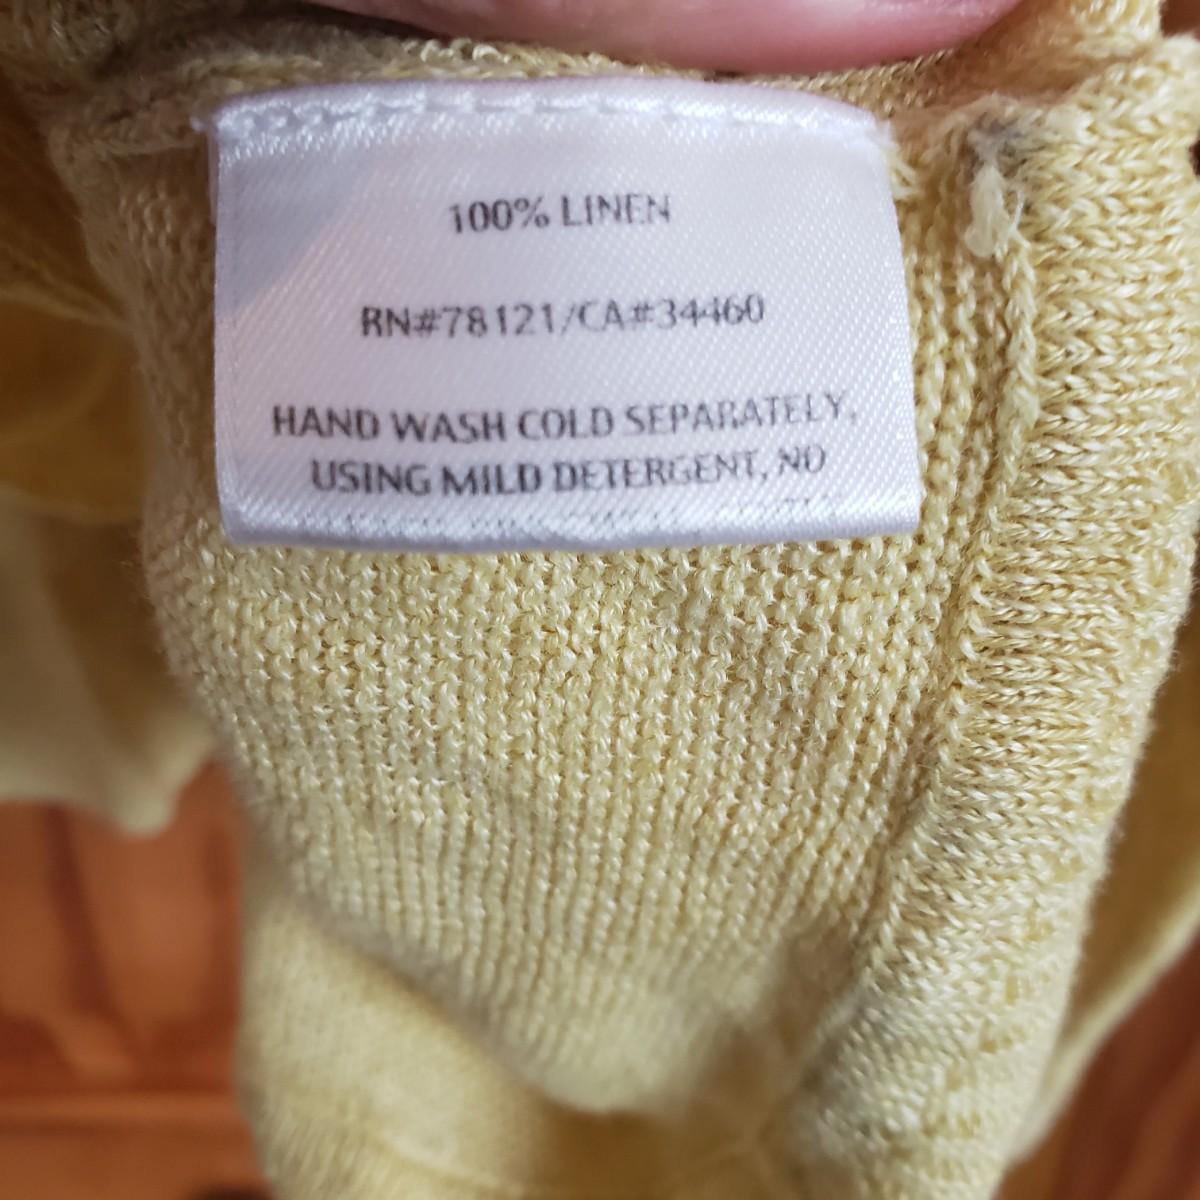 100% LINEN
RN#78121/CA#34460
HAND WASH COLD SEPARATELY,
USING MILD DETERGENT, NO